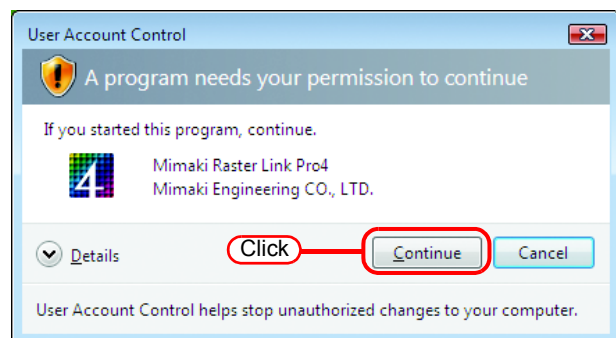 User Account Control
A program needs your permission to continue
If you started this program, continue.
4
Mimaki Raster Link Pro4
Mimaki Engineering CO., LTD.
Details
Click
Continue
Cancel
User Account Control helps stop unauthorized changes to your computer.